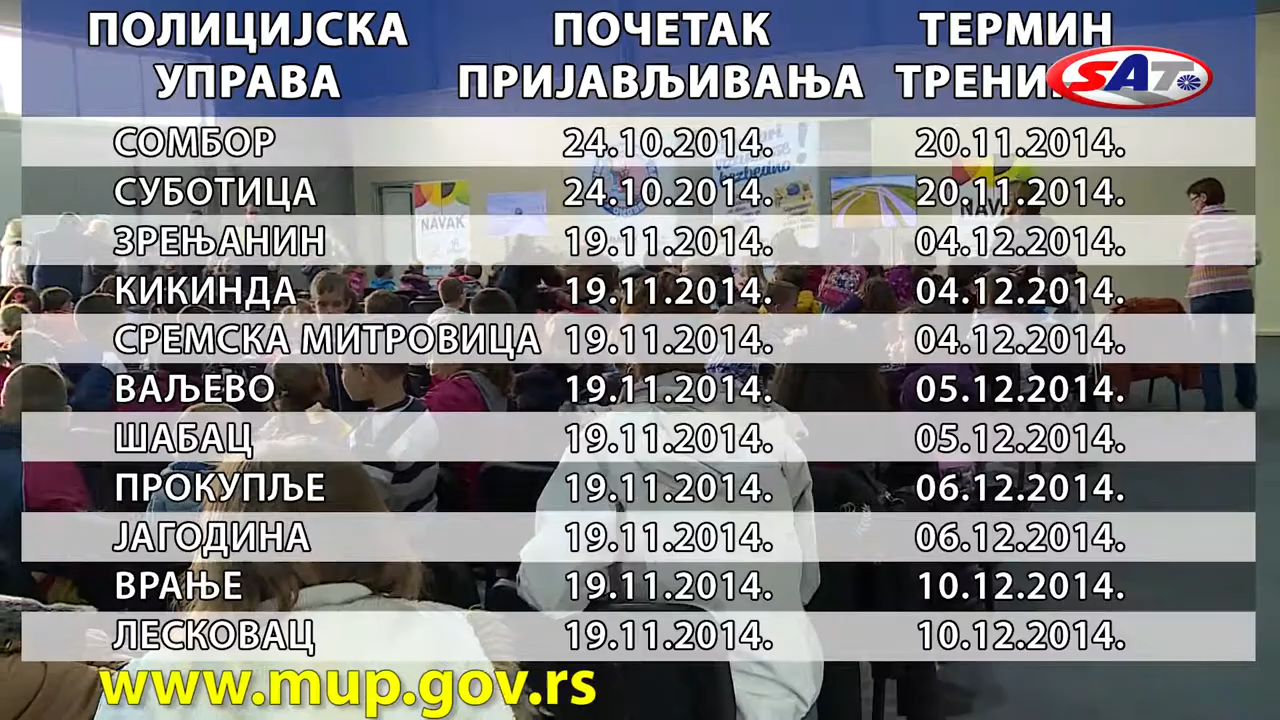 ПОЛИЦИЈСКА УПРАВА ПОЧЕТАК ПРИЈАВЉИВАЊА ТЕРМИН
SAT
СОМБОР 24.10.2014. 20.11.2014.
СУБОТИЦА 24.10.2014. 20.11.2014.
ЗРЕЊАНИН 19.11.2014. 04.12.2014.
КИКИНДА 19.11.2014. 04.12.2014.
СРЕМСКА МИТРОВИЦА 19.11.2014. 04.12.2014.
ВАЉЕВО 19.11.2014. 05.12.2014.
ШАБАЦ 19.11.2014. 05.12.2014.
ПРОКУПЉЕ 19.11.2014. 06.12.2014.
ЈАГОДИНА 19.11.2014. 06.12.2014.
ВРАЊЕ 19.11.2014. 10.12.2014.
ЛЕСКОВАЦ 19.11.2014. 10.12.2014.
www.mup.gov.rs
NAVAK
bezbedno!
NAVAK